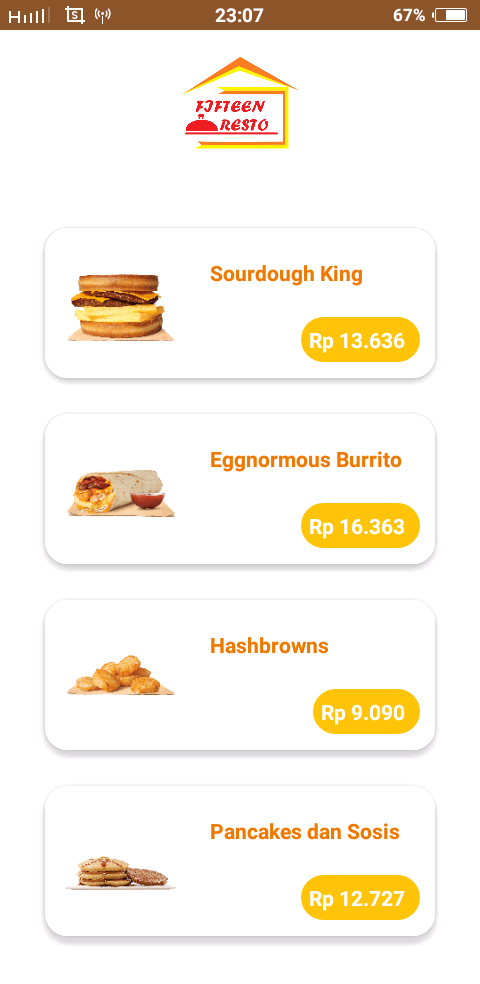 H
S
23:07
67%
FIFTEEN
RESTO
Sourdough King
Rp 13.636
Eggnormous Burrito
Rp 16.363
Hashbrowns
Rp 9.090
Pancakes dan Sosis
Rp 12.727